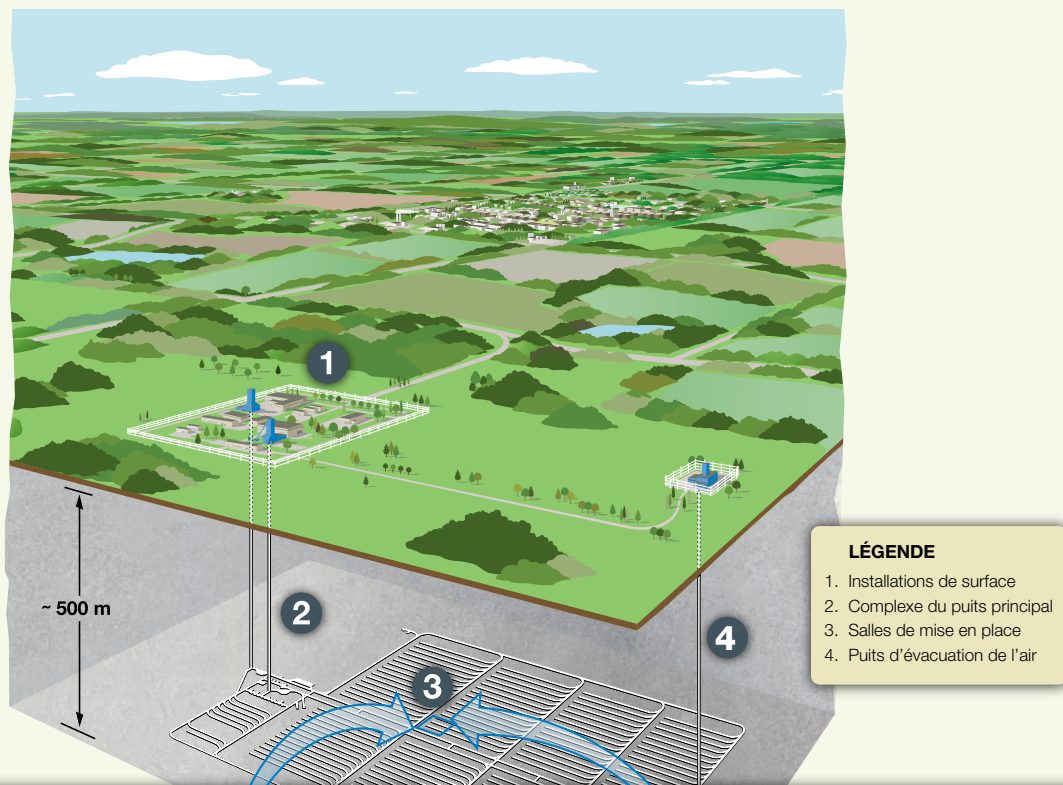 1
~ 500 m
2
4
3
LÉGENDE
1. Installations de surface
2. Complexe du puits principal
3. Salles de mise en place
4. Puits d'évacuation de l'air